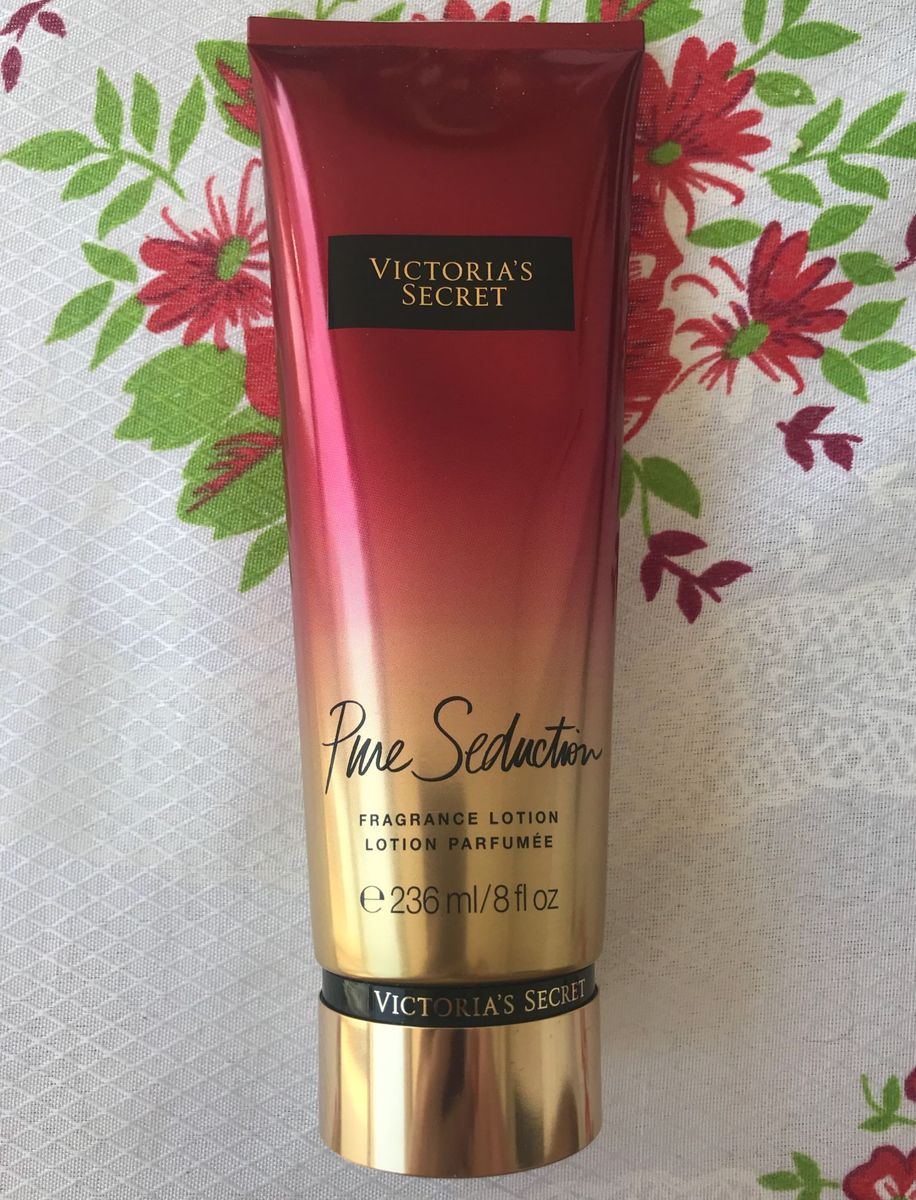 VICTORIA'S
SECRET
Pure Seduction
FRAGRANCE LOTION
LOTION PARFUMÉE
℮ 236 ml/8 fl oz
VICTORIA'S SECRET